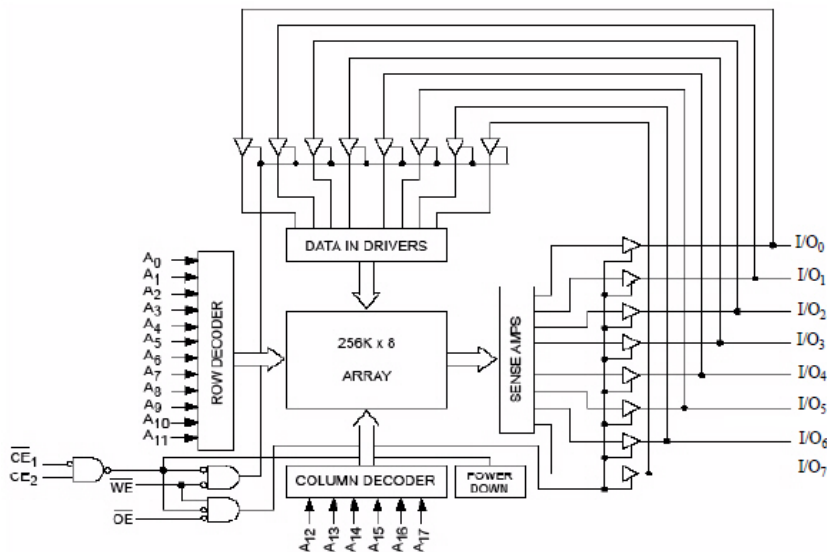 DATA IN DRIVERS
I/O0
I/O1
I/O2
I/O3
I/O4
I/O5
I/O6
I/O7
A0
A1
A2
A3
A4
A5
A6
A7
A8
A9
A10
A11
ROW DECODER
256K x 8
ARRAY
SENSE AMPS
CE1
CE2
WE
OE
COLUMN DECODER
POWER
DOWN
A12
A13
A14
A15
A16
A17